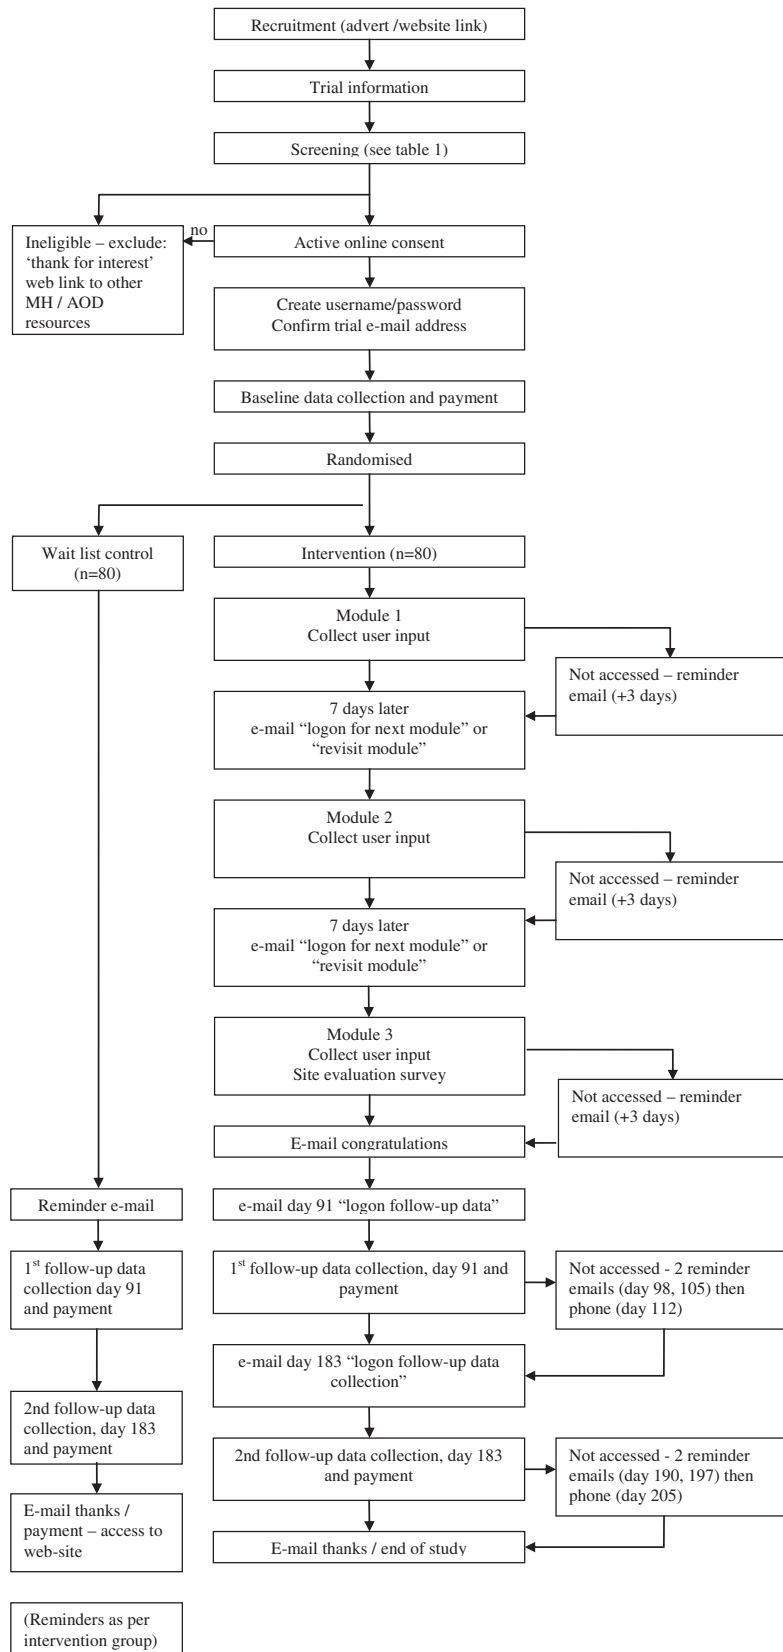 Recruitment (advert /website link)
Trial information
Screening (see table 1)
Ineligible – exclude:
‘thank for interest’
web link to other
MH / AOD
resources
no
Active online consent
Create username/password
Confirm trial e-mail address
Baseline data collection and payment
Randomised
Wait list control
(n=80)
Intervention (n=80)
Module 1
Collect user input
Not accessed – reminder
email (+3 days)
7 days later
e-mail “logon for next module” or
“revisit module”
Module 2
Collect user input
Not accessed – reminder
email (+3 days)
7 days later
e-mail “logon for next module” or
“revisit module”
Module 3
Collect user input
Site evaluation survey
Not accessed – reminder
email (+3 days)
E-mail congratulations
Reminder e-mail
e-mail day 91 “logon follow-up data”
1st follow-up data
collection day 91
and payment
1st follow-up data collection, day 91 and
payment
Not accessed - 2 reminder
emails (day 98, 105) then
phone (day 112)
e-mail day 183 “logon follow-up data
collection”
2nd follow-up data
collection, day 183
and payment
2nd follow-up data collection, day 183
and payment
Not accessed - 2 reminder
emails (day 190, 197) then
phone (day 205)
E-mail thanks /
payment – access to
web-site
E-mail thanks / end of study
(Reminders as per
intervention group)